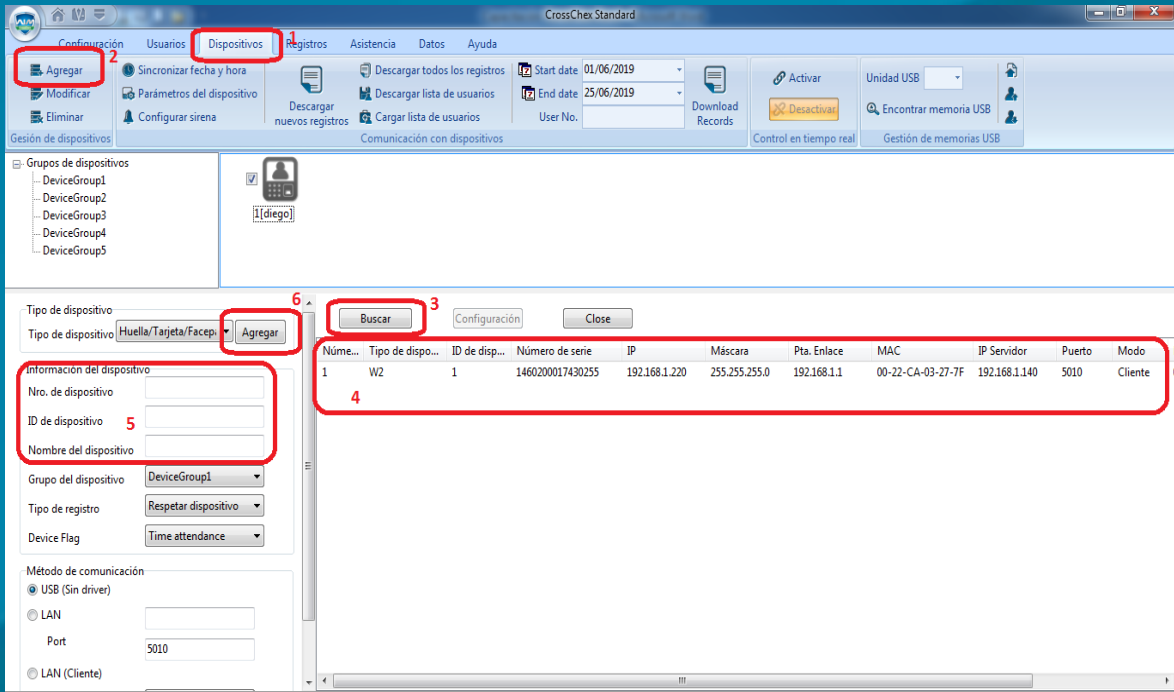 CrossChex Standard
1
Configuración Usuarios Dispositivos Registros Asistencia Datos Ayuda
2
Agregar
Modificar
Eliminar
Gesión de dispositivos
Sincronizar fecha y hora
Parámetros del dispositivo
Configurar sirena
Descargar
nuevos registros
Descargar todos los registros
Descargar lista de usuarios
Cargar lista de usuarios
Start date 01/06/2019
End date 25/06/2019
User No.
Download
Records
Comunicación con dispositivos
Activar
Desactivar
Control en tiempo real
Unidad USB
Encontrar memoria USB
Gestión de memorias USB
Grupos de dispositivos
DeviceGroup1
DeviceGroup2
DeviceGroup3
DeviceGroup4
DeviceGroup5
1[diego]
Tipo de dispositivo
6
Tipo de dispositivo Huella/Tarjeta/Facepa Agregar
Información del dispositivo
Nro. de dispositivo
ID de dispositivo
5
Nombre del dispositivo
Grupo del dispositivo DeviceGroup1
Tipo de registro Respetar dispositivo
Device Flag Time attendance
Método de comunicación
USB (Sin driver)
LAN
Port 5010
LAN (Cliente)
3
Buscar Configuración Close
Núme... Tipo de dispo... ID de disp... Número de serie IP Máscara Pta. Enlace MAC IP Servidor Puerto Modo
1 W2 1 1460200017430255 192.168.1.220 255.255.255.0 192.168.1.1 00-22-CA-03-27-7F 192.168.1.140 5010 Cliente
4